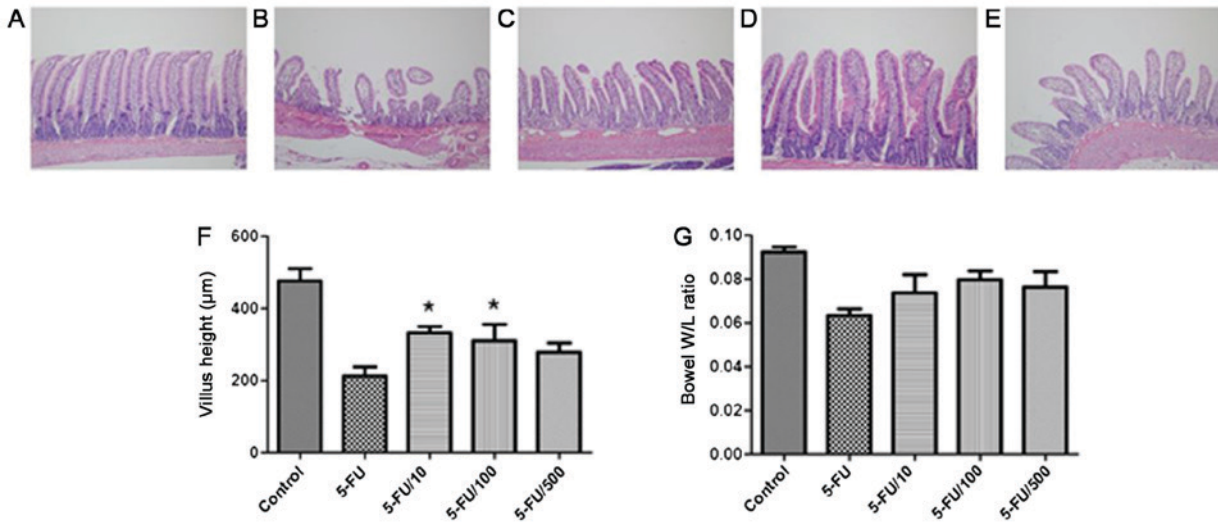 A
B
C
D
E
F
Villus height (µm)
600
400
200
0
★
★
Control
5-FU
5-FU/10
5-FU/100
5-FU/500
G
Bowel W/L ratio
0.10
0.08
0.06
0.04
0.02
0.00
Control
5-FU
5-FU/10
5-FU/100
5-FU/500